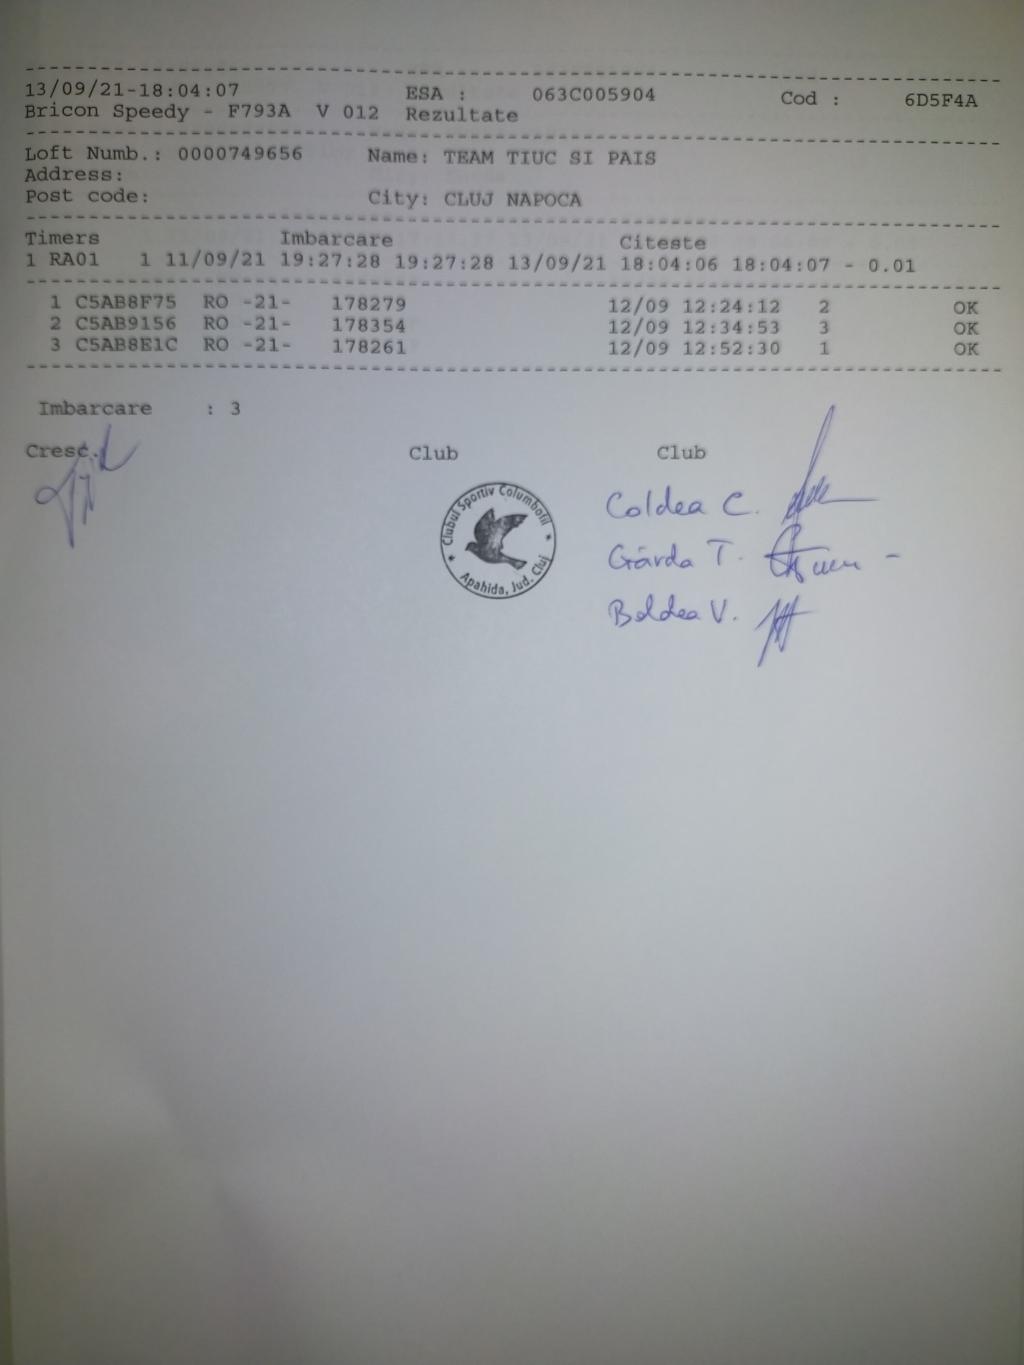 13/09/21-18:04:07 ESA : 063C005904 Cod : 6D5F4A
Bricon Speedy - F793A V 012 Rezultate
Loft Numb.: 0000749656 Name: TEAM TIUC SI PAIS
Address:
Post code: City: CLUJ NAPOCA
Timers Imbarcare Citeste
1 RA01 1 11/09/21 19:27:28 19:27:28 13/09/21 18:04:06 18:04:07 - 0.01
1 C5AB8F75 RO -21- 178279 12/09 12:24:12 2 OK
2 C5AB9156 RO -21- 178354 12/09 12:34:53 3 OK
3 C5AB8E1C RO -21- 178261 12/09 12:52:30 1 OK
Imbarcare : 3
Cresc. Club Club
Clubul Sportiv Columbofil
Apahida, Jud. Cluj
Coldea C.
Gârda T.
Boldea V.